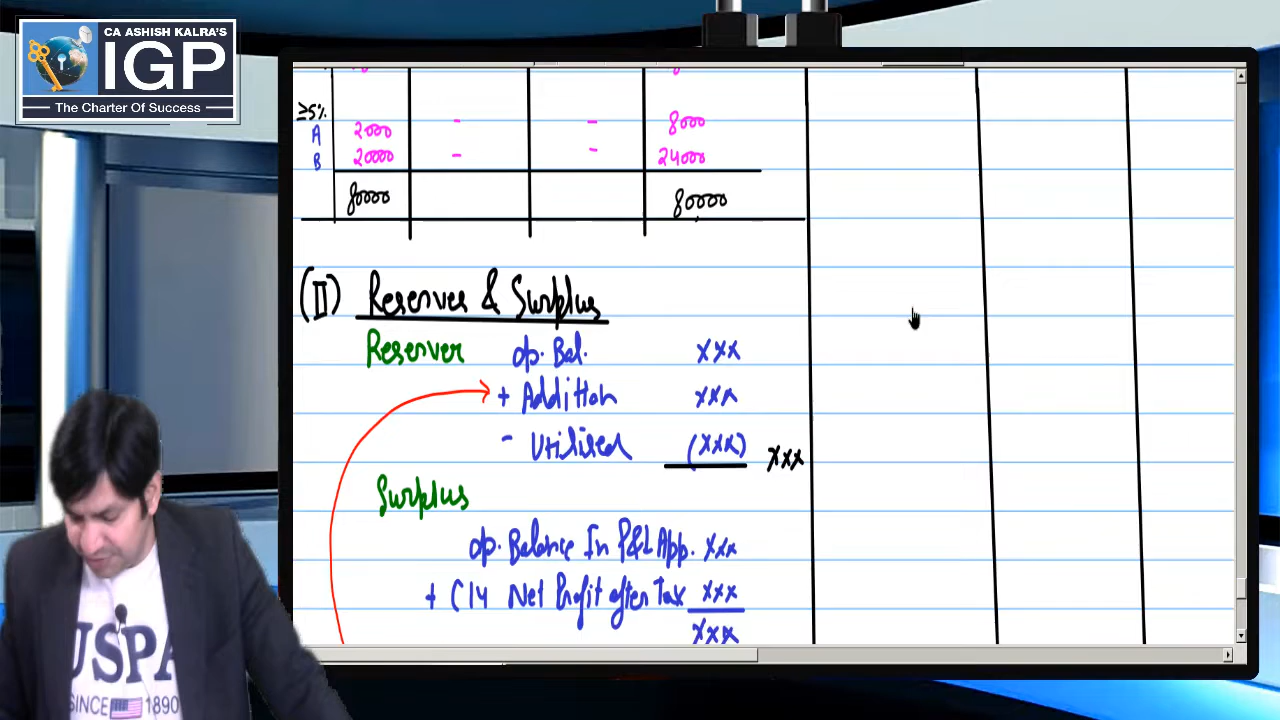 CA ASHISH KALRA'S
IGP
The Charter Of Success
≥5%
A 2000 - - 8000
B 20000 - - 24000
80000 80000
(II) Reserves & Surplus
Reserves op. Bal. xxx
+ Addition xxx
- Utilised (xxx) xxx
Surplus
op. Balance In P&L App. xxx
+ C/Y Net Profit after Tax xxx
xxx
USPA
SINCE 1890